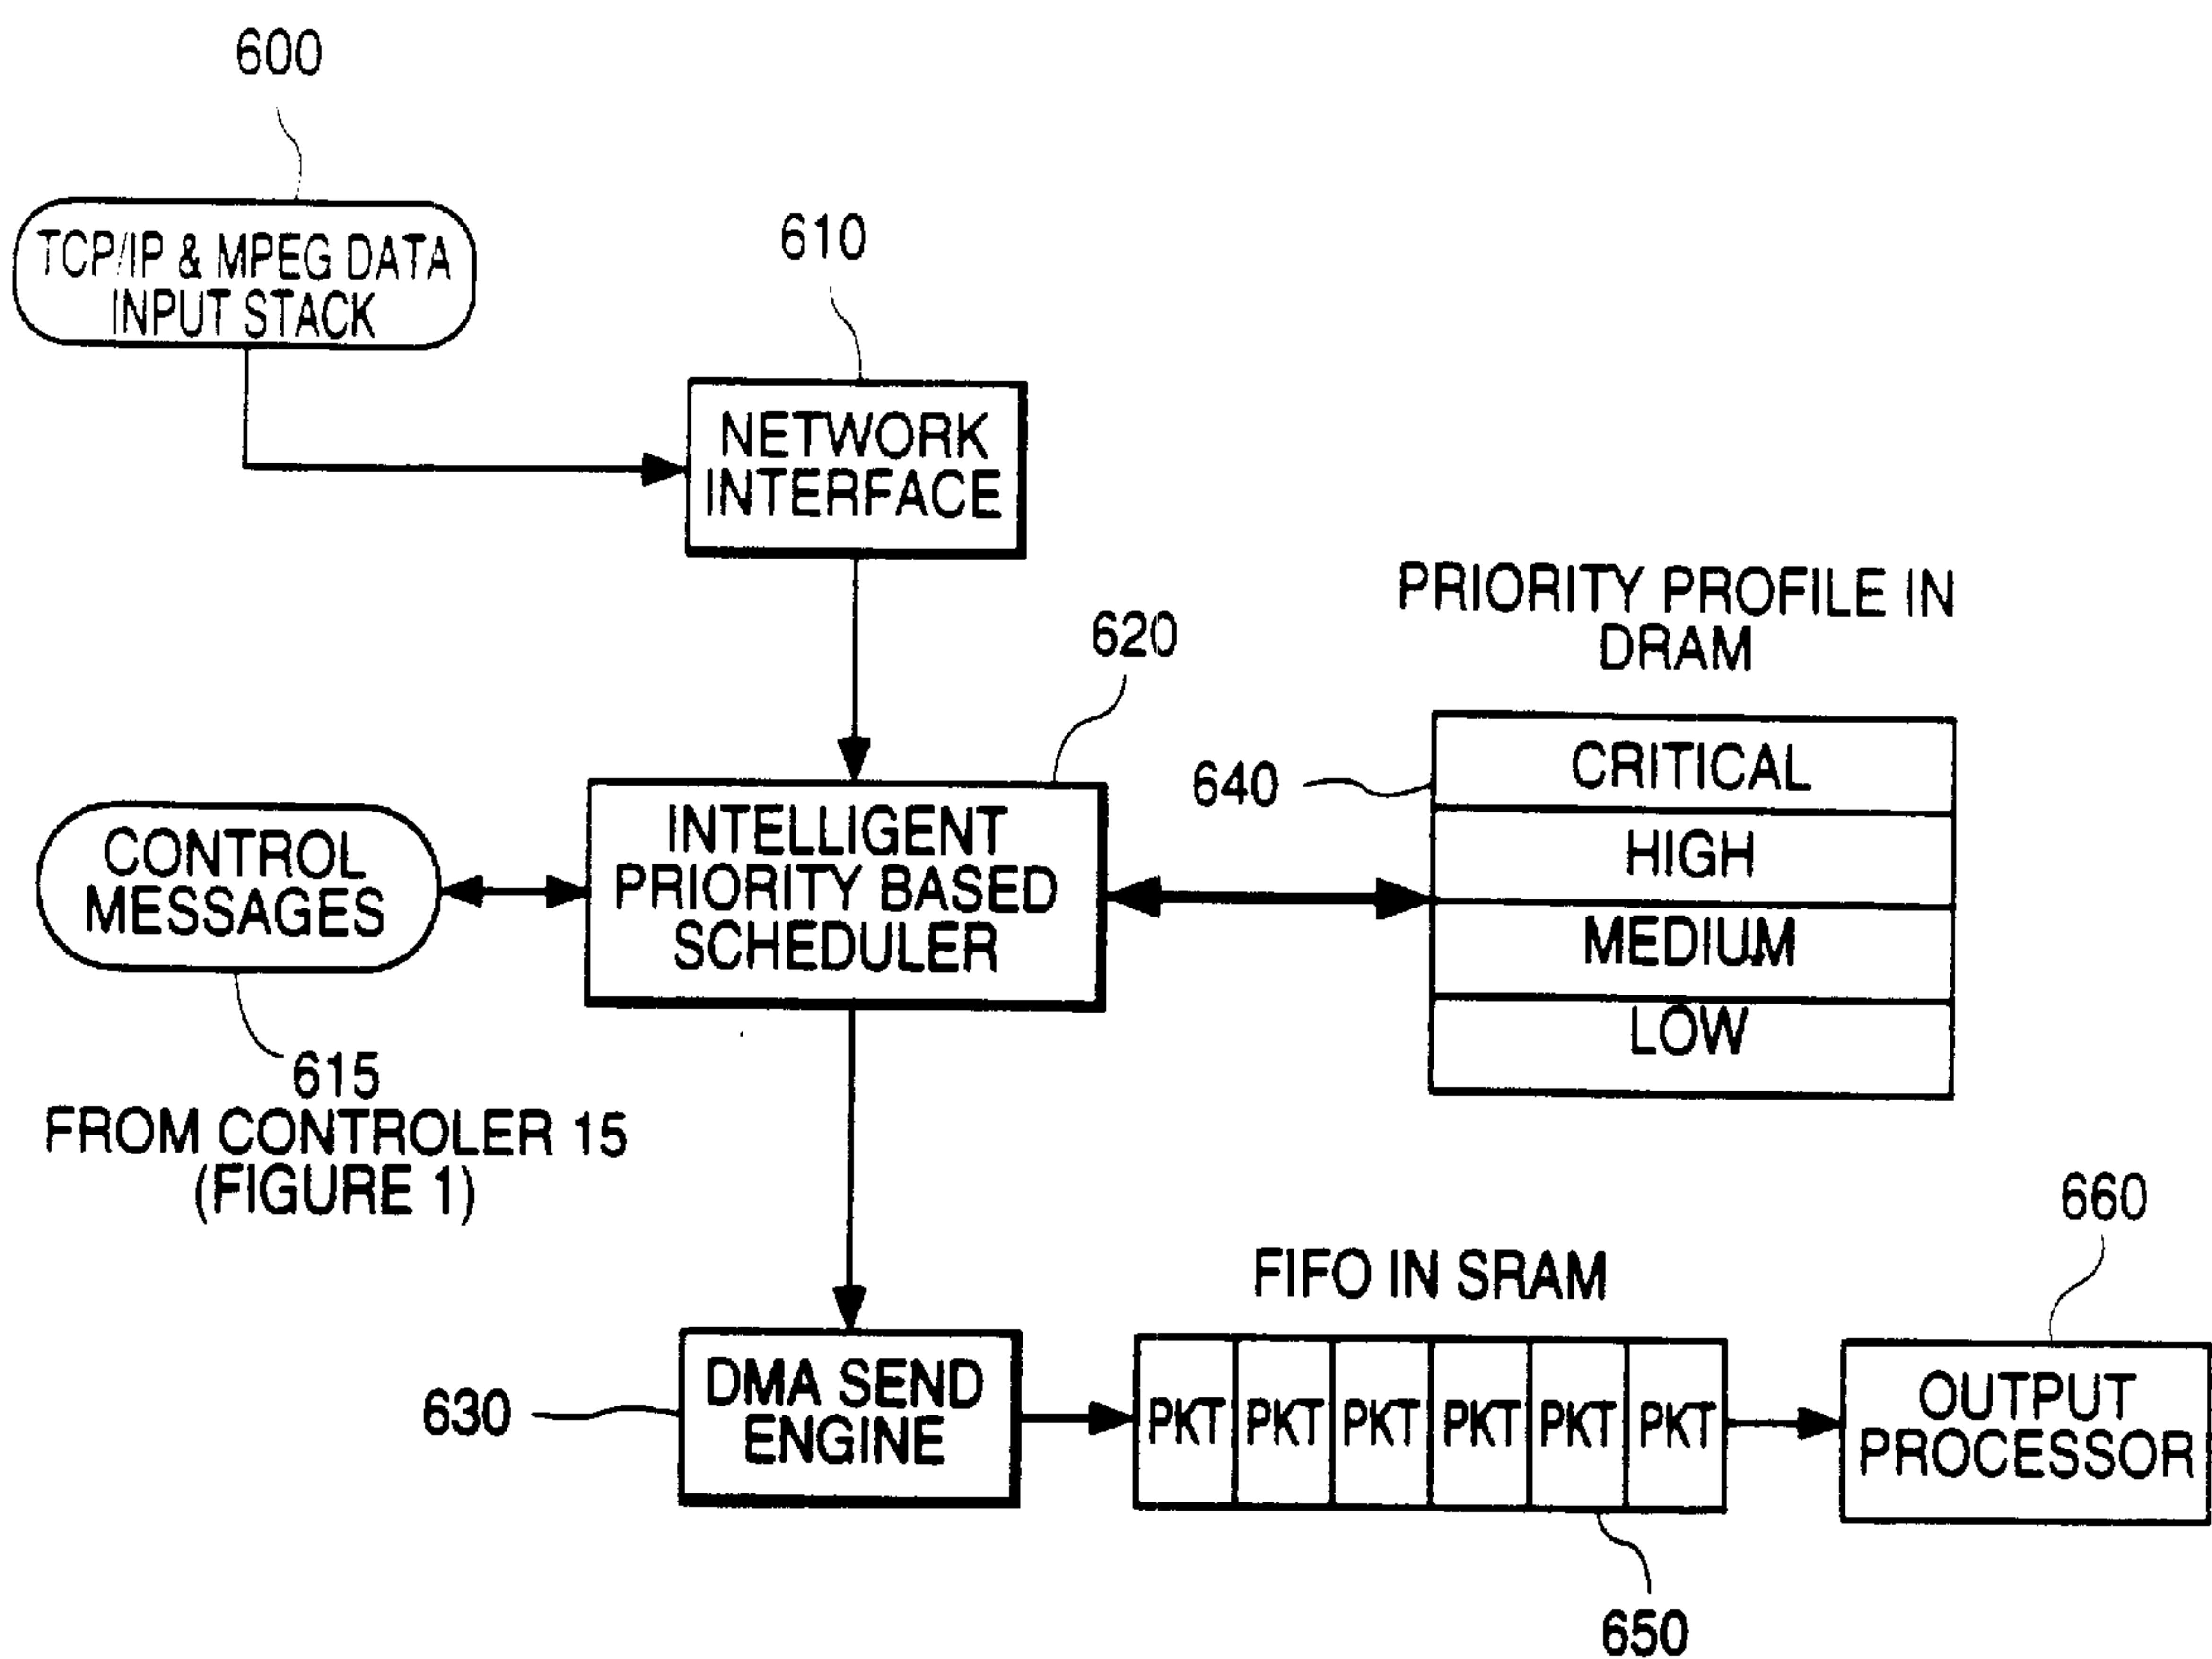 600
TCP/IP & MPEG DATA
INPUT STACK
610
NETWORK
INTERFACE
PRIORITY PROFILE IN
DRAM
620
640
CRITICAL
HIGH
MEDIUM
LOW
INTELLIGENT
PRIORITY BASED
SCHEDULER
CONTROL
MESSAGES
615
FROM CONTROLER 15
(FIGURE 1)
660
FIFO IN SRAM
630
DMA SEND
ENGINE
PKT PKT PKT PKT PKT PKT
OUTPUT
PROCESSOR
650